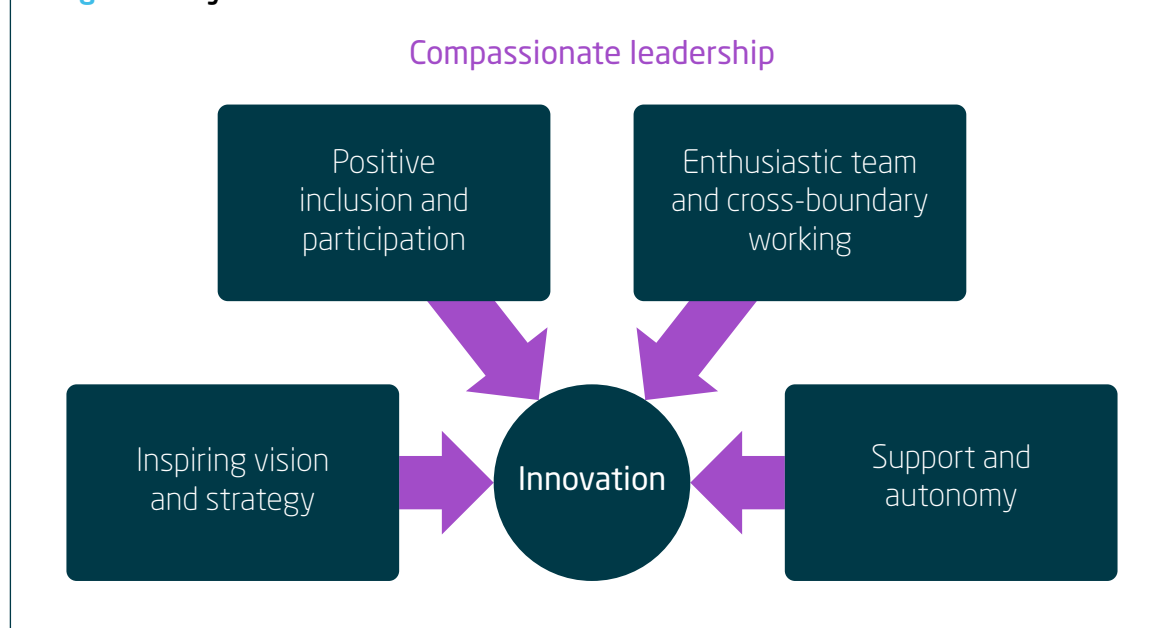 Compassionate leadership
Positive
inclusion and
participation
Enthusiastic team
and cross-boundary
working
Inspiring vision
and strategy
Innovation
Support and
autonomy